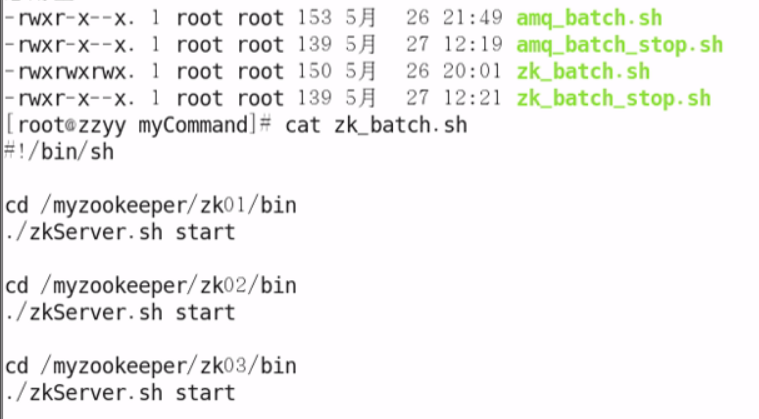 -rwxr-x--x. 1 root root 153 5月  26 21:49 amq_batch.sh
-rwxr-x--x. 1 root root 139 5月  27 12:19 amq_batch_stop.sh
-rwxrwxrwx. 1 root root 150 5月  26 20:01 zk_batch.sh
-rwxr-x--x. 1 root root 139 5月  27 12:21 zk_batch_stop.sh
[root@zzyy myCommand]# cat zk_batch.sh
#!/bin/sh

cd /myzookeeper/zk01/bin
./zkServer.sh start

cd /myzookeeper/zk02/bin
./zkServer.sh start

cd /myzookeeper/zk03/bin
./zkServer.sh start